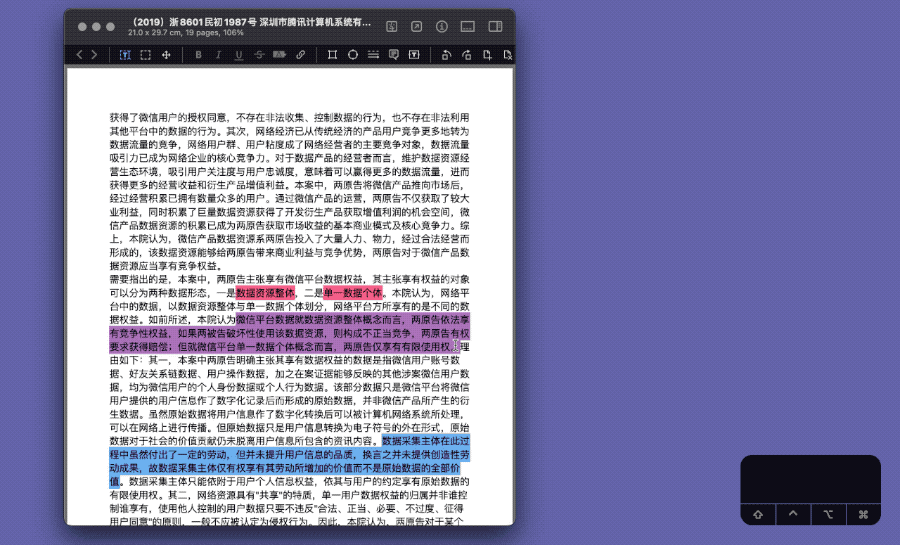 （2019）浙8601民初1987号 深圳市腾讯计算机系统有...
21.0 x 29.7 cm, 19 pages, 106%
获得了微信用户的授权同意，不存在非法收集、控制数据的行为，也不存在非法利用
其他平台中的数据的行为。其次，网络经济已从传统经济的产品用户竞争更多地转为
数据流量的竞争，网络用户群、用户粘度成了网络经营者的主要竞争对象，数据流量
吸引力已成为网络企业的核心竞争力。对于数据产品的经营者而言，维护数据资源经
营生态环境，吸引用户关注度与用户忠诚度，意味着可以赢得更多的数据流量，进而
获得更多的经营收益和衍生产品增值利益。本案中，两原告将微信产品推向市场后，
经过经营积累已拥有数量众多的用户。通过微信产品的运营，两原告不仅获取了较大
业利益，同时积累了巨量数据资源获得了开发衍生产品获取增值利润的机会空间，微
信产品数据资源的积累已成为两原告获取市场收益的基本商业模式及核心竟争力。综
上，本院认为，微信产品数据资源系两原告投入了大量人力、物力，经过合法经营而
形成的，该数据资源能够给两原告带来商业利益与竞争优势，两原告对于微信产品数
据资源应当享有竞争权益。
需要指出的是，本案中，两原告主张享有微信平台数据权益，其主张享有权益的对象
可以分为两种数据形态，一是数据资源整体，二是单一数据个体。本院认为，网络平
台中的数据，以数据资源整体与单一数据个体划分，网络平台方所享有的是不同的数
据权益。如前所述，本院认为微信平台数据就数据资源整体概念而言，两原告依法享
有竞争性权益，如果两被告破坏性使用该数据资源，则构成不正当竞争，两原告有权
要求获得赔偿；但就微信平台单一数据个体概念而言，两原告仅享有有限使用权。理
由如下：其一，本案中两原告明确主张其享有数据权益的数据是指微信用户账号数
据、好友关系链数据、用户操作数据，加之在案证据能够反映的其他涉案微信用户数
据，均为微信用户的个人身份数据或个人行为数据。该部分数据只是微信平台将微信
用户提供的用户信息作了数字化记录后而形成的原始数据，并非微信产品所产生的衍
生数据。虽然原始数据将用户信息作了数字化转换后可以被计算机网络系统所处理，
可以在网络上进行传播。但原始数据只是用户信息转换为电子符号的外在形式，原始
数据对于社会的价值贡献仍未脱离用户信息所包含的资讯内容。数据采集主体在此过
程中虽然付出了一定的劳动，但并未提升用户信息的品质，换言之并未提供创造性劳
动成果，故数据采集主体仅有权享有其劳动所增加的价值而不是原始数据的全部价
值。数据采集主体只能依附于用户个人信息权益，依其与用户的约定享有原始数据的
有限使用权。其二，网络资源具有"共享"的特质，单一用户数据权益的归属并非谁控
制谁享有，使用他人控制的用户数据只要不违反"合法、正当、必要、不过度、征得
用户同意"的原则，一般不应被认定为侵权行为。因此，本院认为，两原告对于某个